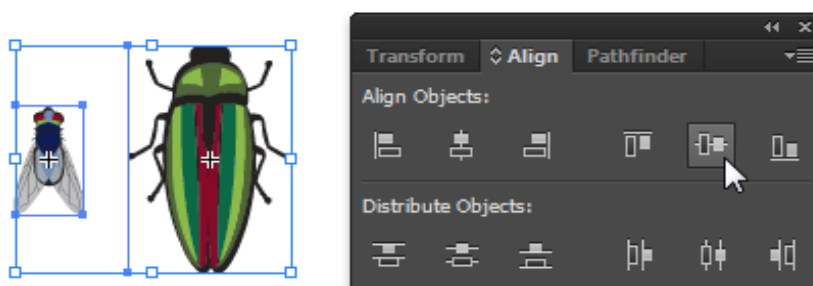 Transform Align Pathfinder
Align Objects:
Distribute Objects: